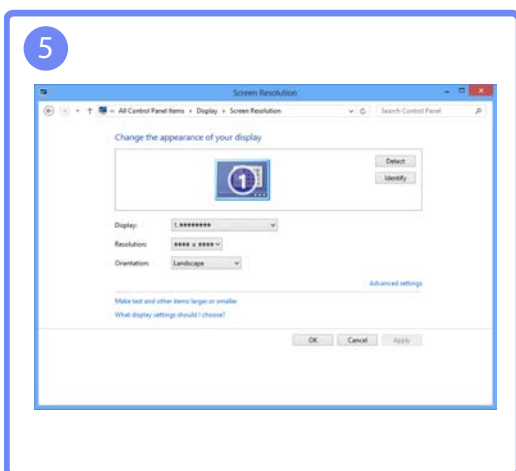 5
Screen Resolution
All Control Panel Items Display Screen Resolution Search Control Panel
Change the appearance of your display
Detect
Identify
1
Display: 1.********
Resolution: **** x ****
Orientation: Landscape
Advanced settings
Make text and other items larger or smaller
What display settings should I choose?
OK Cancel Apply